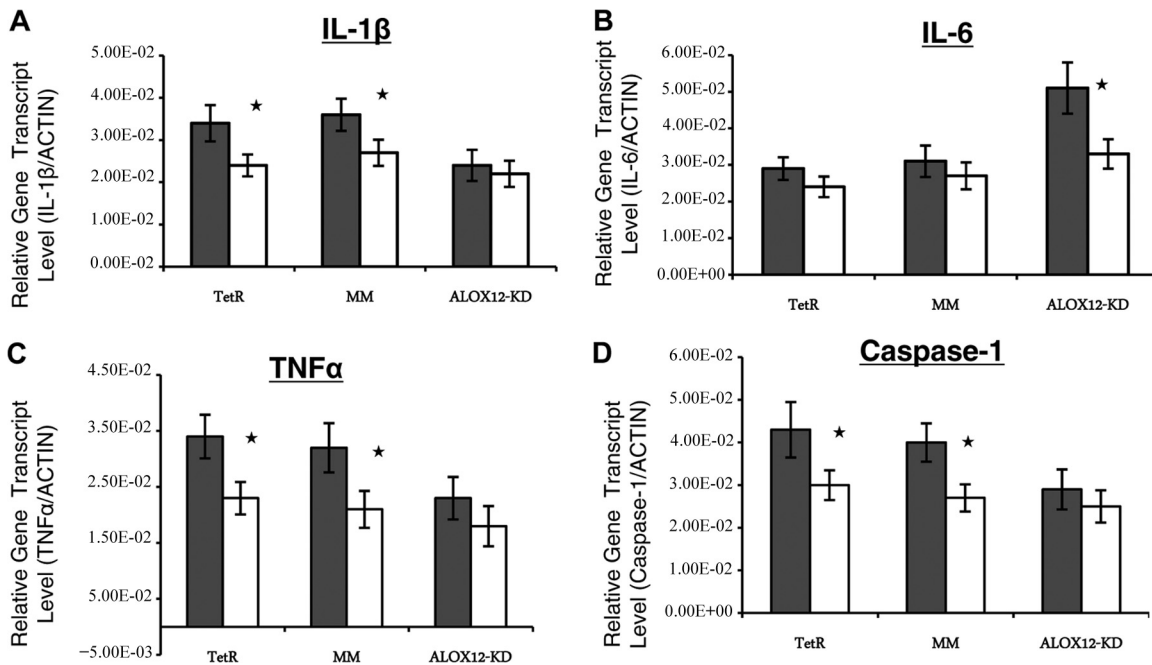 A
IL-1β
Relative Gene Transcript
Level (IL-1β/ACTIN)
5.00E-02
4.00E-02
3.00E-02
2.00E-02
1.00E-02
0.00E-02
TetR
MM
ALOX12-KD
B
IL-6
Relative Gene Transcript
Level (IL-6/ACTIN)
6.00E-02
5.00E-02
4.00E-02
3.00E-02
2.00E-02
1.00E-02
0.00E+00
TetR
MM
ALOX12-KD
C
TNFα
Relative Gene Transcript
Level (TNFα/ACTIN)
4.50E-02
3.50E-02
2.50E-02
1.50E-02
5.00E-02
−5.00E-03
TetR
MM
ALOX12-KD
D
Caspase-1
Relative Gene Transcript
Level (Caspase-1/ACTIN)
6.00E-02
5.00E-02
4.00E-02
3.00E-02
2.00E-02
1.00E-02
0.00E+00
TetR
MM
ALOX12-KD